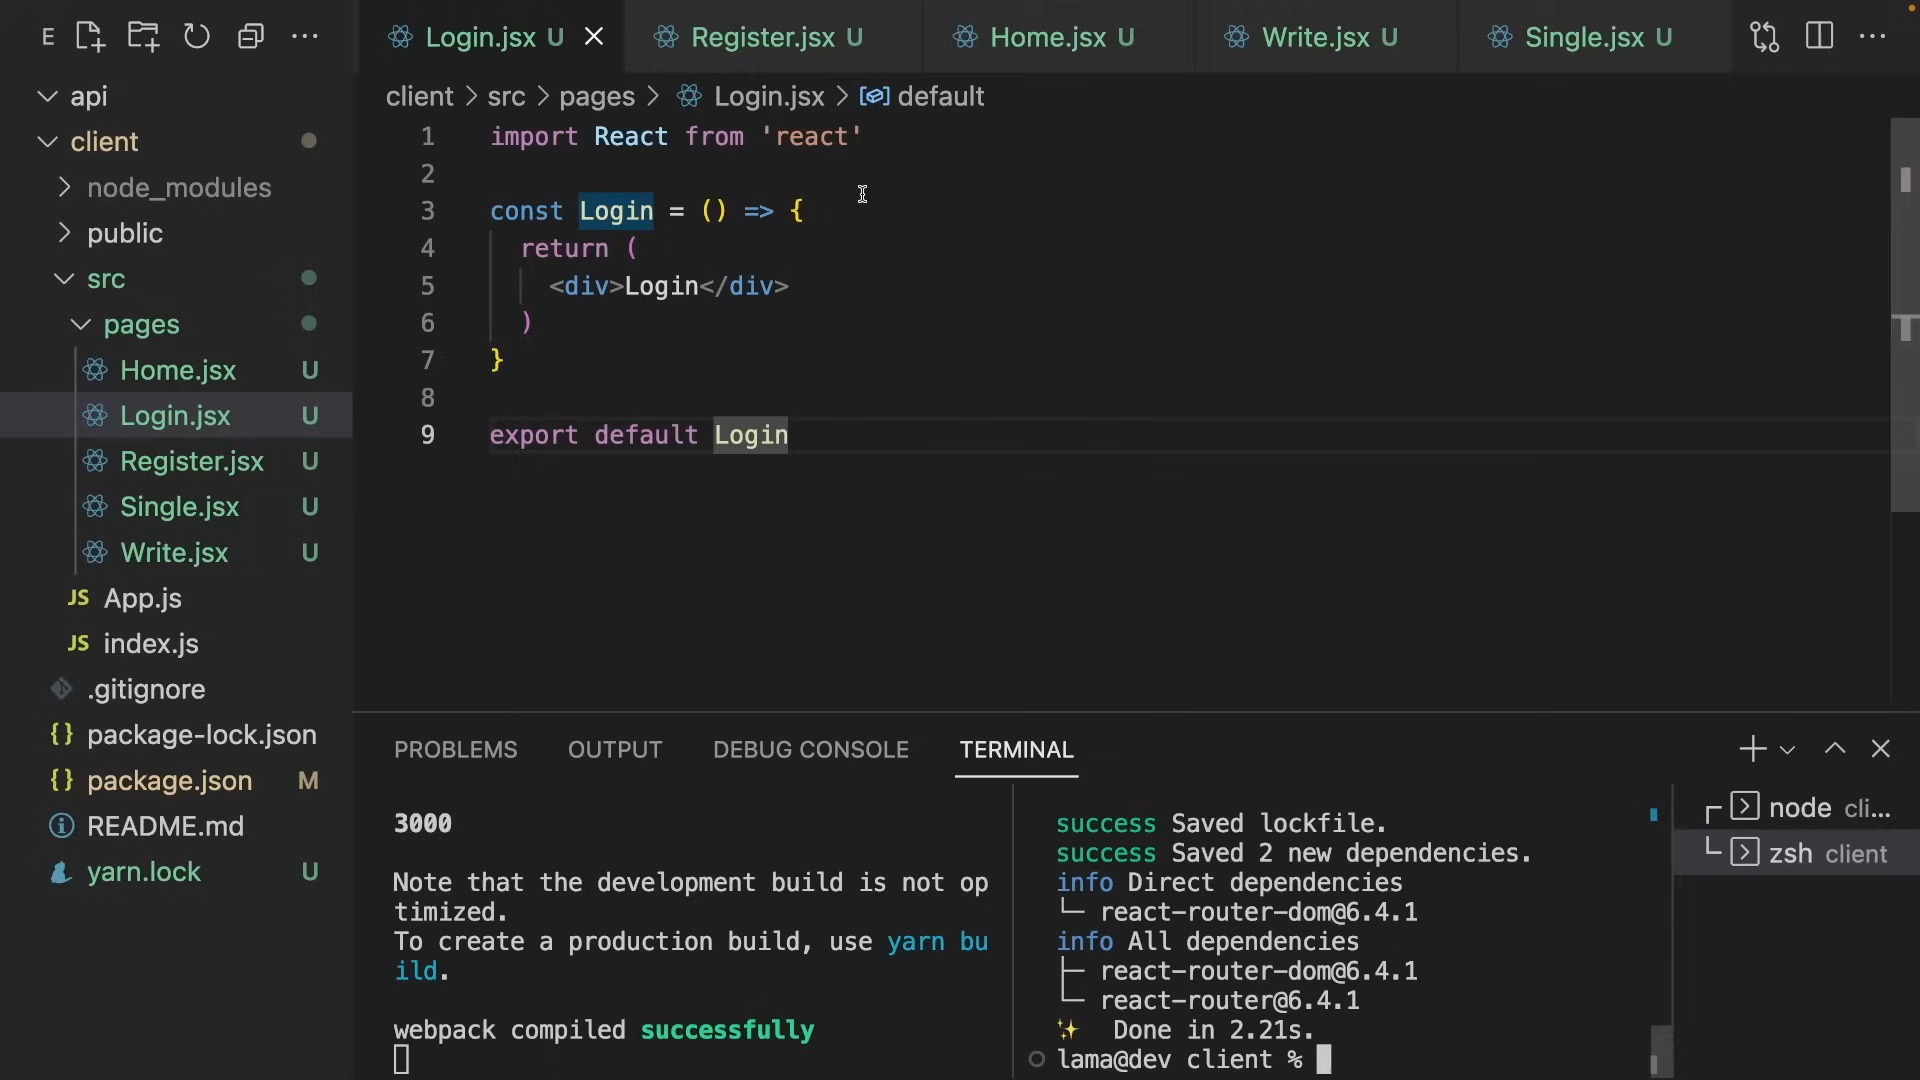 E
Login.jsx U
Register.jsx U
Home.jsx U
Write.jsx U
Single.jsx U
api
client
node_modules
public
src
pages
Home.jsx U
Login.jsx U
Register.jsx U
Single.jsx U
Write.jsx U
JS App.js
JS index.js
.gitignore
{} package-lock.json
{} package.json M
README.md
yarn.lock U
client > src > pages > Login.jsx > default
1 import React from 'react'
2
3 const Login = () => {
4 return (
5 <div>Login</div>
6 )
7 }
8
9 export default Login
PROBLEMS OUTPUT DEBUG CONSOLE TERMINAL
3000
Note that the development build is not op
timized.
To create a production build, use yarn bu
ild.
webpack compiled successfully
success Saved lockfile.
success Saved 2 new dependencies.
info Direct dependencies
└─ react-router-dom@6.4.1
info All dependencies
├─ react-router-dom@6.4.1
└─ react-router@6.4.1
✨ Done in 2.21s.
lama@dev client %
node cli...
zsh client